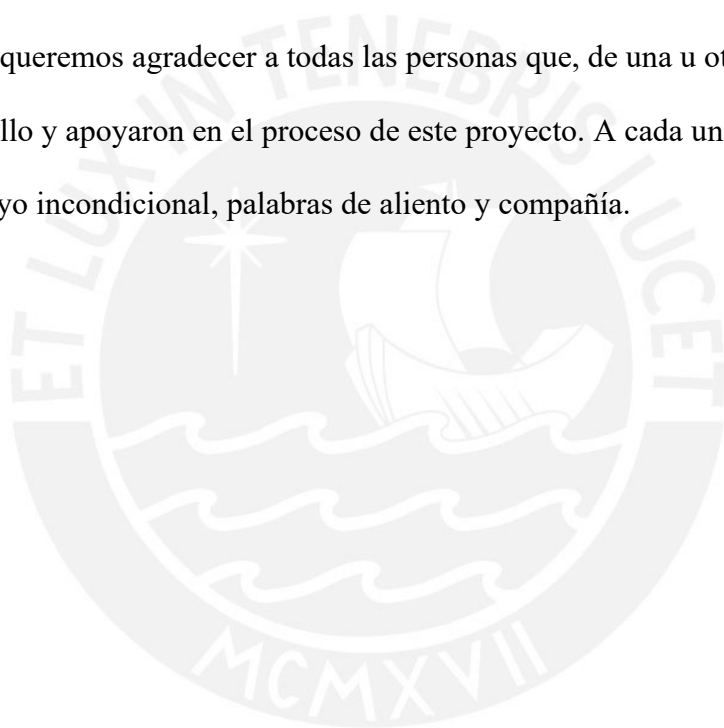 queremos agradecer a todas las personas que, de una u ot
llo y apoyaron en el proceso de este proyecto. A cada un
yo incondicional, palabras de aliento y compañía.
ET LUX IN TENEBRIS LUCET
MCMXVII